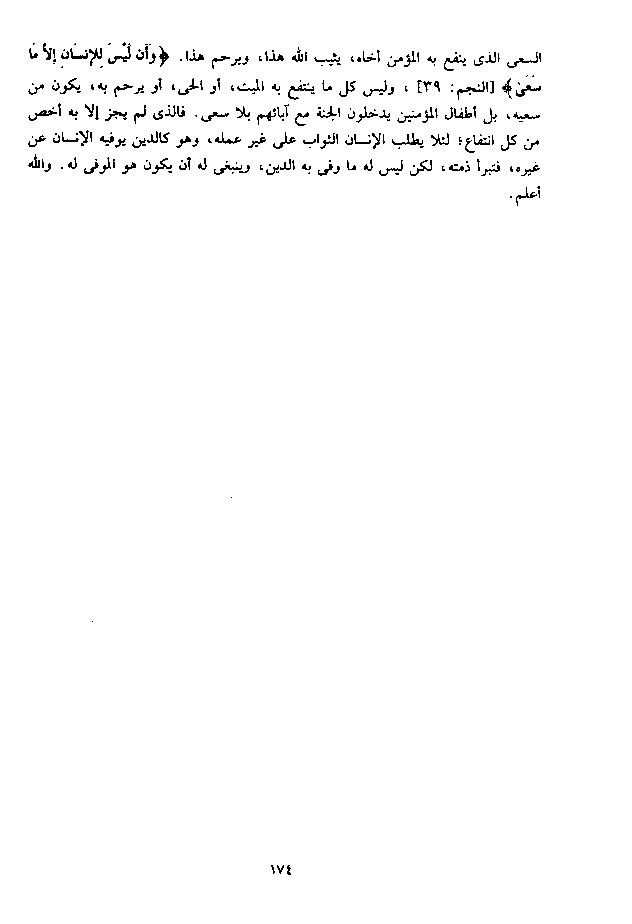 السعى الذى ينفع به المؤمن أخاه، يثيب الله هذا، ويرحم هذا. ﴿وَأَن لَّيْسَ لِلإِنسَانِ إِلاَّ مَا
سَعَىٰ﴾ [النجم: ٣٩] ، وليس كل ما ينتفع به الميت، أو الحى، أو يرحم به، يكون من
سعيه، بل أطفال المؤمنين يدخلون الجنة مع آبائهم بلا سعى. فالذى لم يجز إلا به أخص
من كل انتفاع؛ لئلا يطلب الإنسان الثواب على غير عمله، وهو كالدين يوفيه الإنسان عن
غيره، فتبرأ ذمته، لكن ليس له ما وفى به الدين، وينبغى له أن يكون هو الموفى له. والله
أعلم.
١٧٤